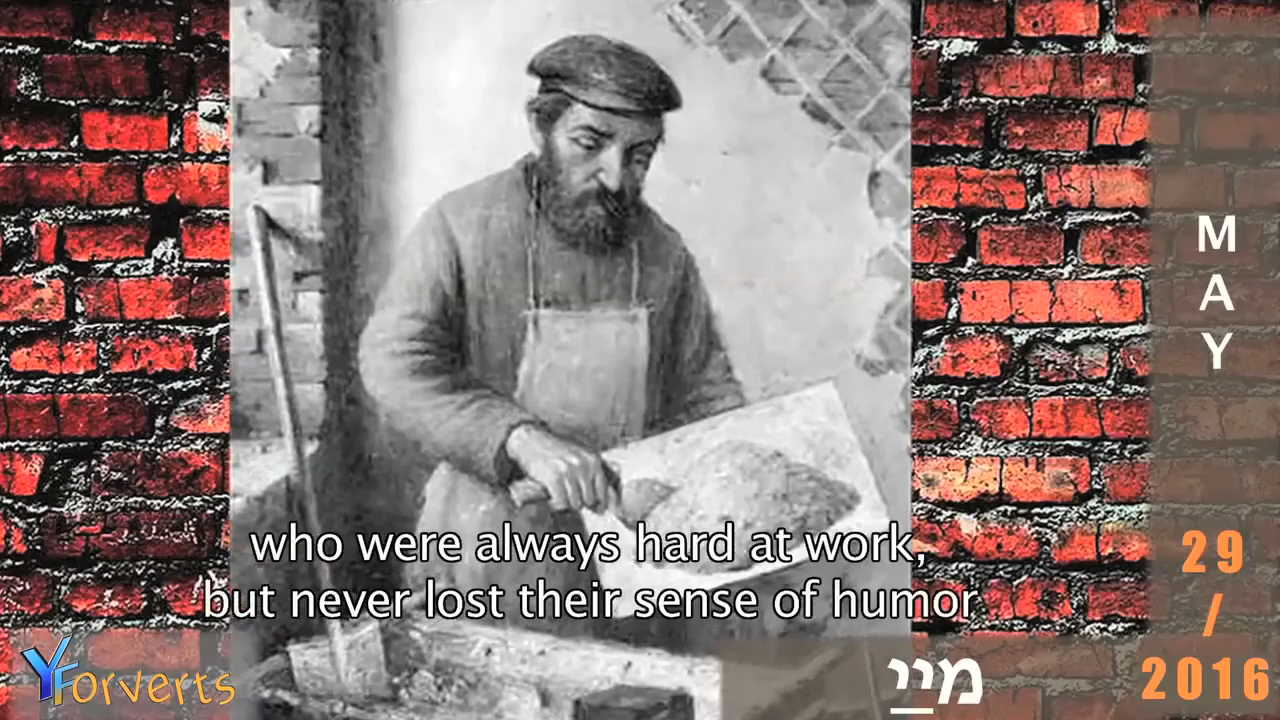 M
A
Y
who were always hard at work,
but never lost their sense of humor
29
/
2016
מײַ
YForverts